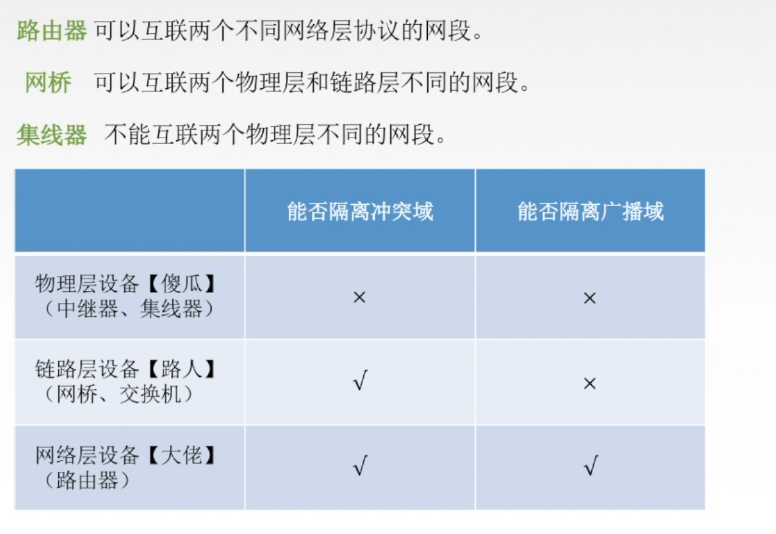 路由器 可以互联两个不同网络层协议的网段。
网桥 可以互联两个物理层和链路层不同的网段。
集线器 不能互联两个物理层不同的网段。
能否隔离冲突域 能否隔离广播域
物理层设备【傻瓜】
（中继器、集线器） × ×
链路层设备【路人】
（网桥、交换机） √ ×
网络层设备【大佬】
（路由器） √ √